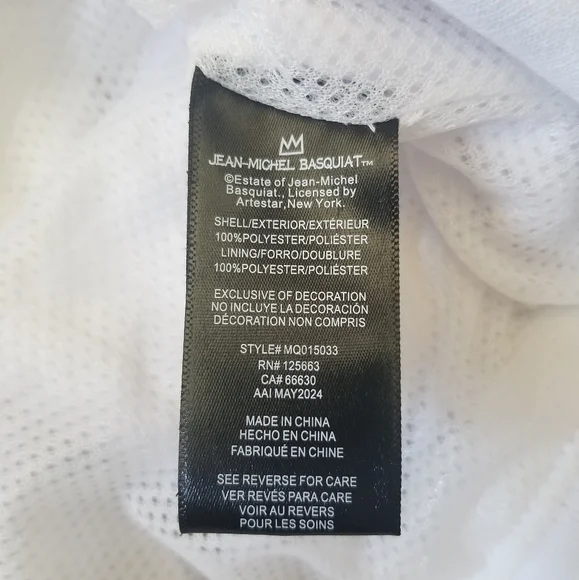 JEAN-MICHEL BASQUIAT™
©Estate of Jean-Michel
Basquiat., Licensed by
Artestar,New York.
SHELL/EXTERIOR/EXTÉRIEUR
100%POLYESTER/POLIÉSTER
LINING/FORRO/DOUBLURE
100%POLYESTER/POLIÉSTER
EXCLUSIVE OF DECORATION
NO INCLUYE LA DECORACIÓN
DÉCORATION NON COMPRIS
STYLE# MQ015033
RN# 125663
CA# 66630
AAI MAY2024
MADE IN CHINA
HECHO EN CHINA
FABRIQUÉ EN CHINE
SEE REVERSE FOR CARE
VER REVÉS PARA CARE
VOIR AU REVERS
POUR LES SOINS